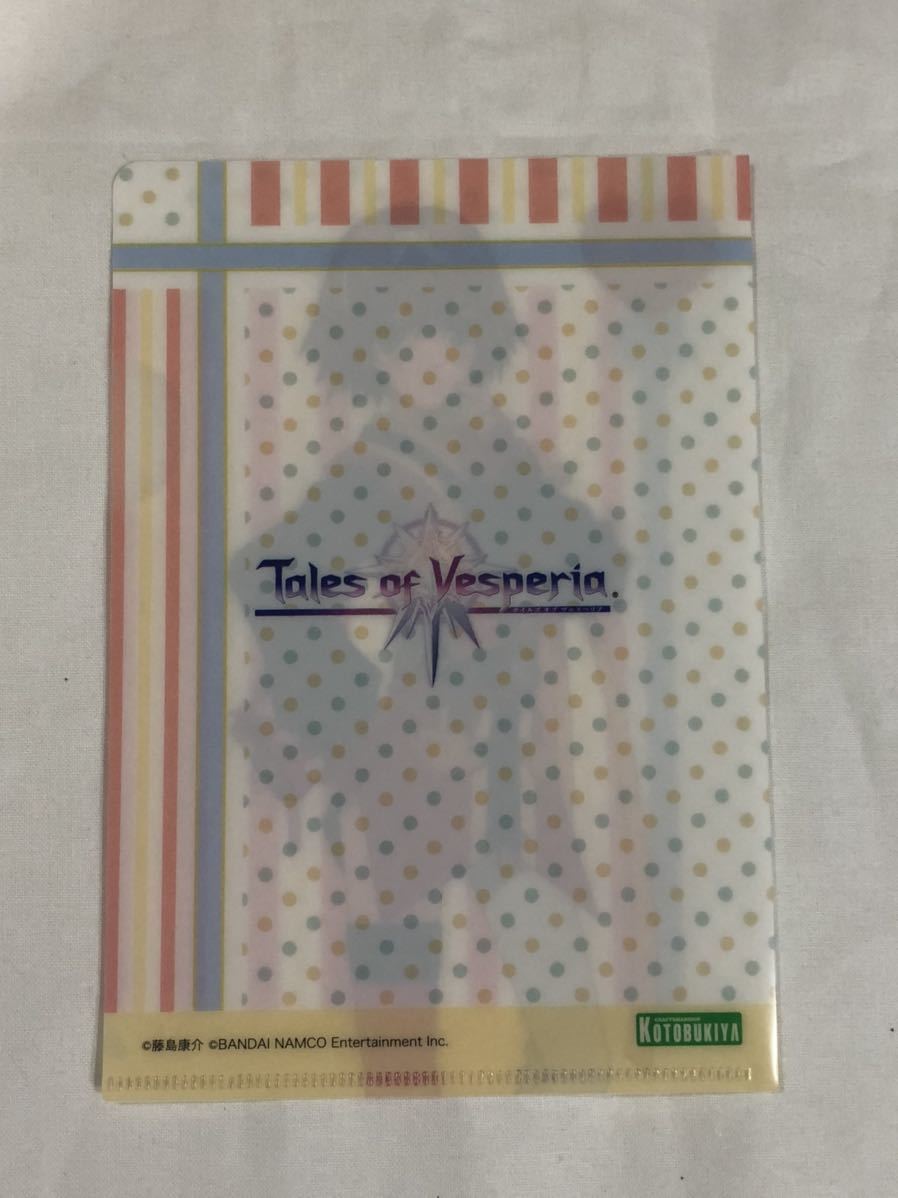 Tales of Vesperia.
テイルズ オブ ヴェスペリア
©藤島康介 ©BANDAI NAMCO Entertainment Inc.
CRAFTSMANSHIP
KOTOBUKIYA